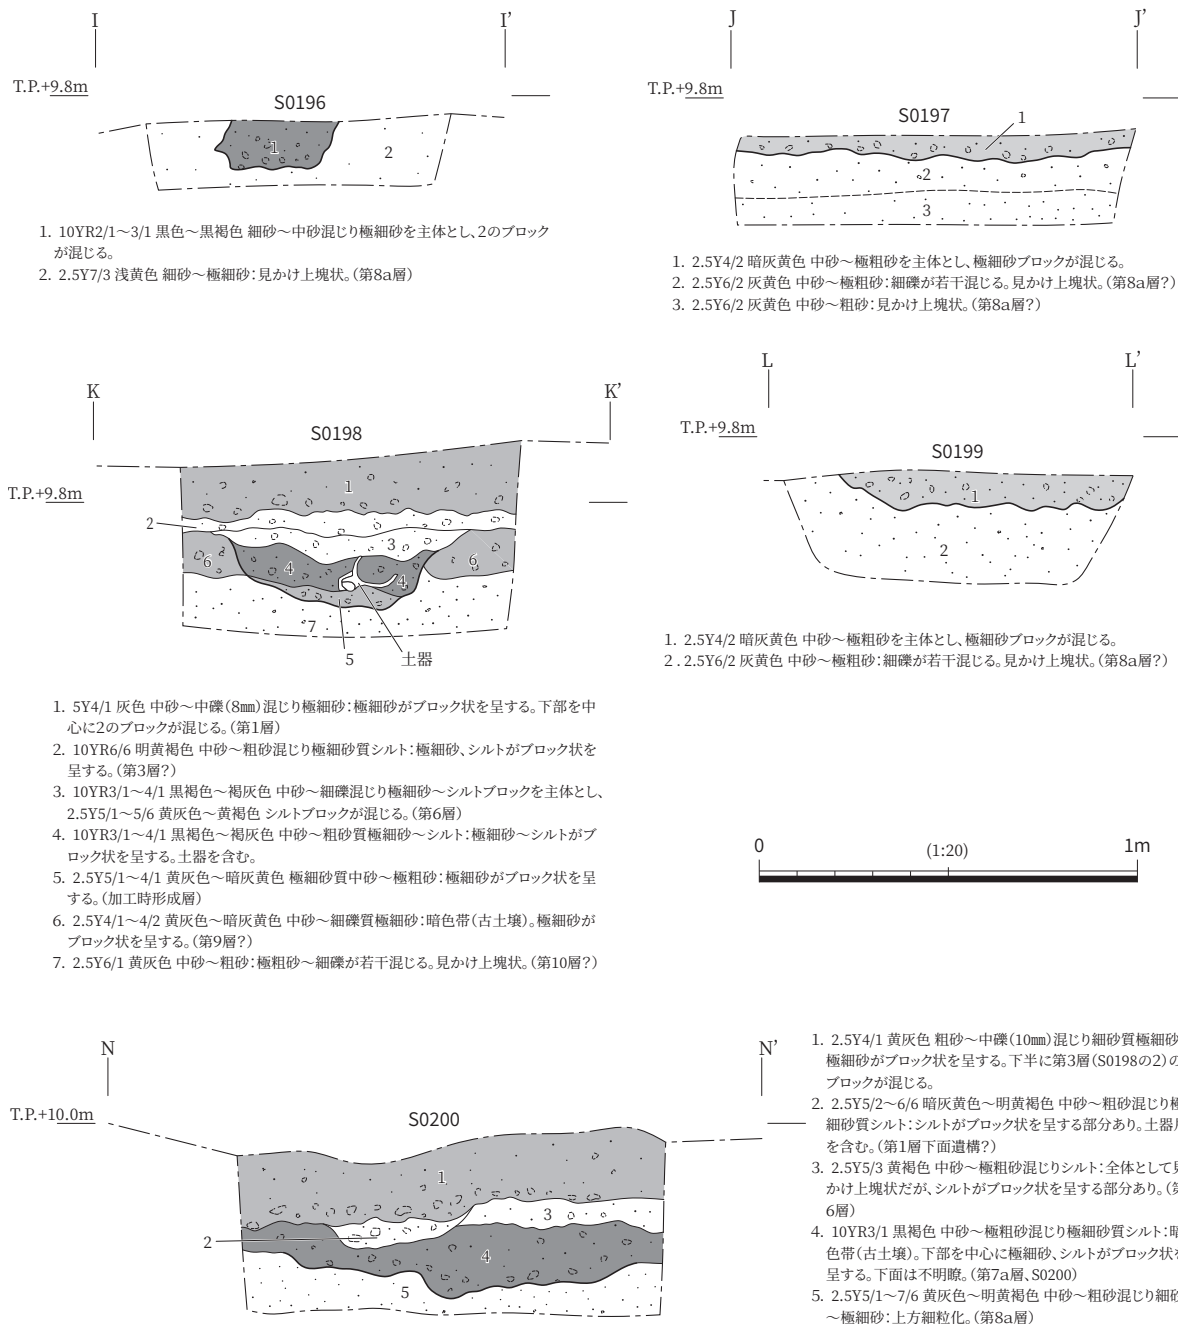 I I’
T.P.+9.8m
S0196
1
2
1. 10YR2/1～3/1 黒色～黒褐色 細砂～中砂混じり極細砂を主体とし、2のブロック
が混じる。
2. 2.5Y7/3 浅黄色 細砂～極細砂：見かけ上塊状。（第8a層）
J J’
T.P.+9.8m
S0197
1
2
3
1. 2.5Y4/2 暗灰黄色 中砂～極粗砂を主体とし、極細砂ブロックが混じる。
2. 2.5Y6/2 灰黄色 中砂～極粗砂：細礫が若干混じる。見かけ上塊状。（第8a層？）
3. 2.5Y6/2 灰黄色 中砂～粗砂：見かけ上塊状。（第8a層？）
K K’
S0198
T.P.+9.8m
1
2
3
6 4 4 6
7
5 土器
1. 5Y4/1 灰色 中砂～中礫（8㎜）混じり極細砂：極細砂がブロック状を呈する。下部を中
心に2のブロックが混じる。（第1層）
2. 10YR6/6 明黄褐色 中砂～粗砂混じり極細砂質シルト：極細砂、シルトがブロック状を
呈する。（第3層？）
3. 10YR3/1～4/1 黒褐色～褐灰色 中砂～細礫混じり極細砂～シルトブロックを主体とし、
2.5Y5/1～5/6 黄灰色～黄褐色 シルトブロックが混じる。（第6層）
4. 10YR3/1～4/1 黒褐色～褐灰色 中砂～粗砂質極細砂～シルト：極細砂～シルトがブ
ロック状を呈する。土器を含む。
5. 2.5Y5/1～4/1 黄灰色～暗灰黄色 極細砂質中砂～極粗砂：極細砂がブロック状を呈
する。（加工時形成層）
6. 2.5Y4/1～4/2 黄灰色～暗灰黄色 中砂～細礫質極細砂：暗色帯（古土壌）。極細砂が
ブロック状を呈する。（第9層？）
7. 2.5Y6/1 黄灰色 中砂～粗砂：極粗砂～細礫が若干混じる。見かけ上塊状。（第10層？）
L L’
T.P.+9.8m
S0199
1
2
1. 2.5Y4/2 暗灰黄色 中砂～極粗砂を主体とし、極細砂ブロックが混じる。
2 . 2.5Y6/2 灰黄色 中砂～極粗砂：細礫が若干混じる。見かけ上塊状。（第8a層？）
0 (1:20) 1m
N N’
T.P.+10.0m
S0200
1
3
2
4
5
1. 2.5Y4/1 黄灰色 粗砂～中礫（10㎜）混じり細砂質極細砂
極細砂がブロック状を呈する。下半に第3層（S0198の2）の
ブロックが混じる。
2. 2.5Y5/2～6/6 暗灰黄色～明黄褐色 中砂～粗砂混じり極
細砂質シルト：シルトがブロック状を呈する部分あり。土器片
を含む。（第1層下面遺構？）
3. 2.5Y5/3 黄褐色 中砂～極粗砂混じりシルト：全体として見
かけ上塊状だが、シルトがブロック状を呈する部分あり。（第
6層）
4. 10YR3/1 黒褐色 中砂～極粗砂混じり極細砂質シルト：暗
色帯（古土壌）。下部を中心に極細砂、シルトがブロック状を
呈する。下面は不明瞭。（第7a層、S0200）
5. 2.5Y5/1～7/6 黄灰色～明黄褐色 中砂～粗砂混じり細砂
～極細砂：上方細粒化。（第8a層）